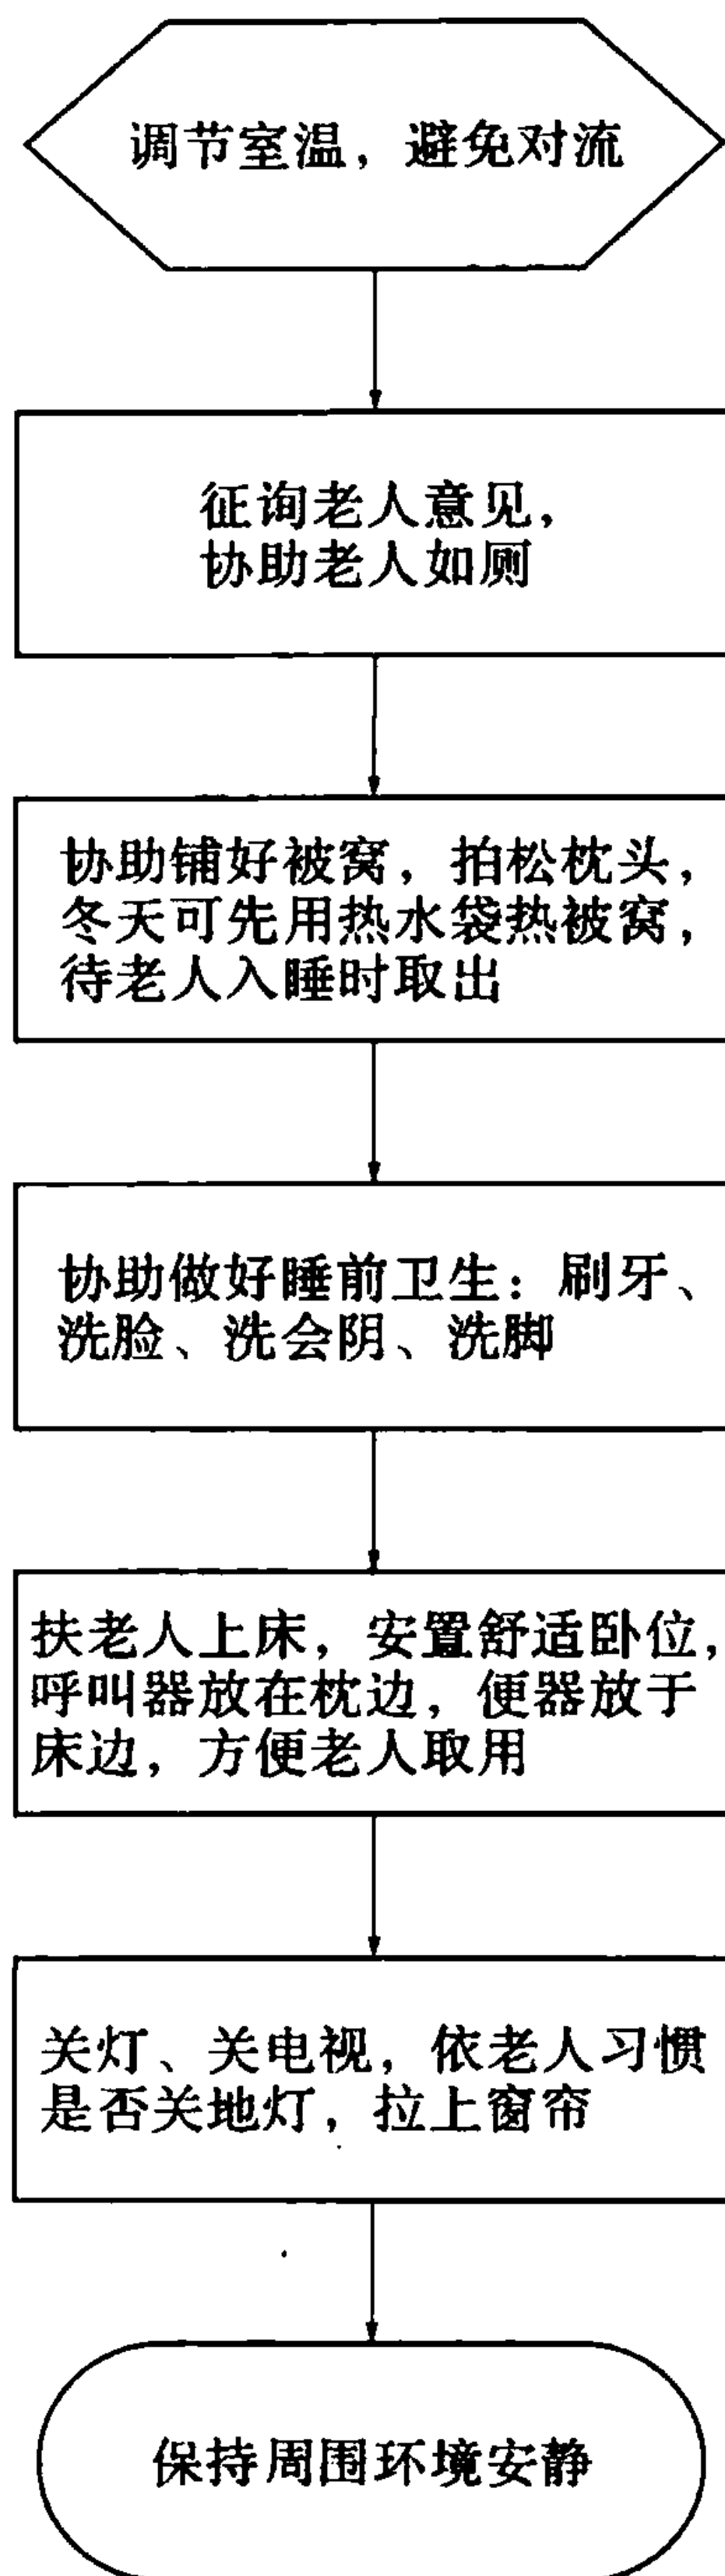 调节室温，避免对流
征询老人意见，
协助老人如厕
协助铺好被窝，拍松枕头，
冬天可先用热水袋热被窝，
待老人入睡时取出
协助做好睡前卫生：刷牙、
洗脸、洗会阴、洗脚
扶老人上床，安置舒适卧位，
呼叫器放在枕边，便器放于
床边，方便老人取用
关灯、关电视，依老人习惯
是否关地灯，拉上窗帘
保持周围环境安静